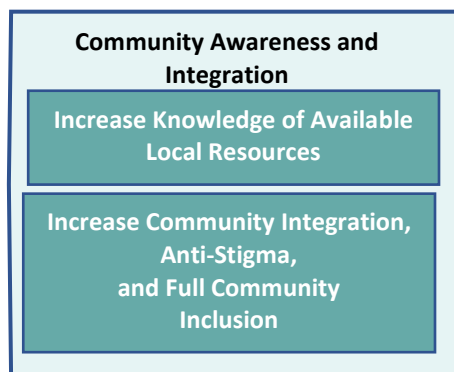 Community Awareness and
Integration
Increase Knowledge of Available
Local Resources
Increase Community Integration,
Anti-Stigma,
and Full Community
Inclusion